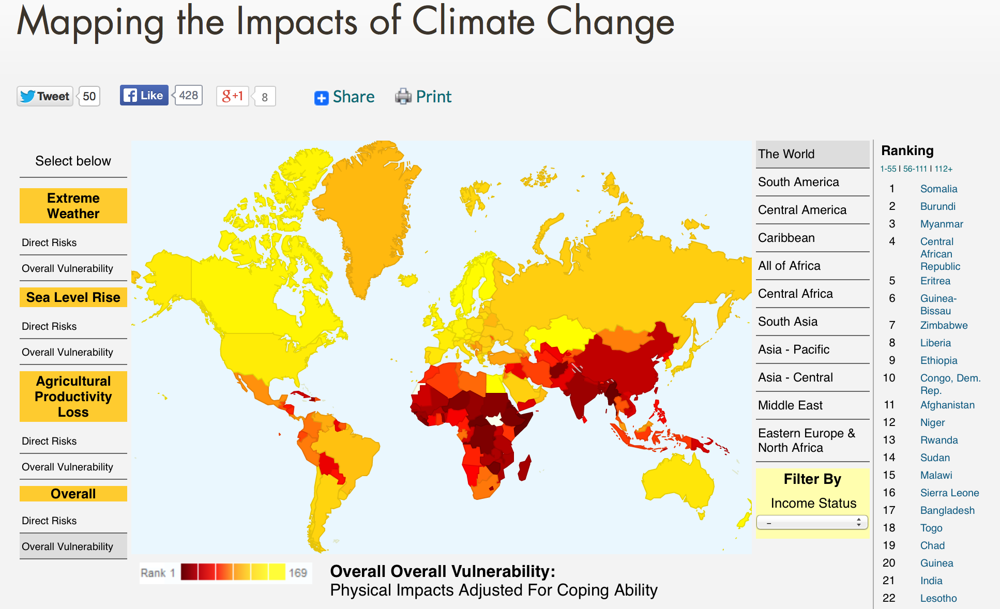 Mapping the Impacts of Climate Change
Tweet 50 Like 428 g+1 8 Share Print
Select below
Extreme
Weather
Direct Risks
Overall Vulnerability
Sea Level Rise
Direct Risks
Overall Vulnerability
Agricultural
Productivity
Loss
Direct Risks
Overall Vulnerability
Overall
Direct Risks
Overall Vulnerability
Rank 1 169
Overall Overall Vulnerability:
Physical Impacts Adjusted For Coping Ability
The World
South America
Central America
Caribbean
All of Africa
Central Africa
South Asia
Asia - Pacific
Asia - Central
Middle East
Eastern Europe &
North Africa
Filter By
Income Status
–
Ranking
1-55 | 56-111 | 112+
1 Somalia
2 Burundi
3 Myanmar
4 Central
African
Republic
5 Eritrea
6 Guinea-
Bissau
7 Zimbabwe
8 Liberia
9 Ethiopia
10 Congo, Dem.
Rep.
11 Afghanistan
12 Niger
13 Rwanda
14 Sudan
15 Malawi
16 Sierra Leone
17 Bangladesh
18 Togo
19 Chad
20 Guinea
21 India
22 Lesotho